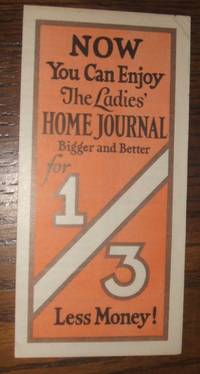 NOW
You Can Enjoy
The Ladies'
HOME JOURNAL
Bigger and Better
for
1/3
Less Money!